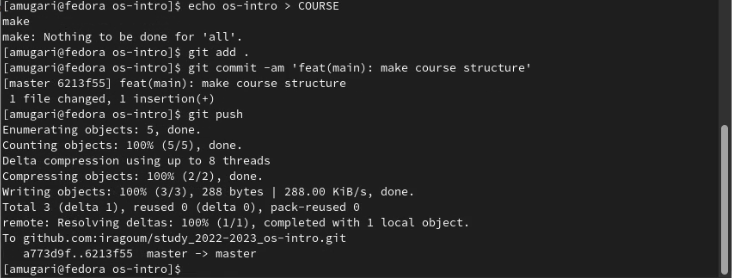 [amugari@fedora os-intro]$ echo os-intro > COURSE
make
make: Nothing to be done for 'all'.
[amugari@fedora os-intro]$ git add .
[amugari@fedora os-intro]$ git commit -am 'feat(main): make course structure'
[master 6213f55] feat(main): make course structure
 1 file changed, 1 insertion(+)
[amugari@fedora os-intro]$ git push
Enumerating objects: 5, done.
Counting objects: 100% (5/5), done.
Delta compression using up to 8 threads
Compressing objects: 100% (2/2), done.
Writing objects: 100% (3/3), 288 bytes | 288.00 KiB/s, done.
Total 3 (delta 1), reused 0 (delta 0), pack-reused 0
remote: Resolving deltas: 100% (1/1), completed with 1 local object.
To github.com:iragoum/study_2022-2023_os-intro.git
   a773d9f..6213f55  master -> master
[amugari@fedora os-intro]$